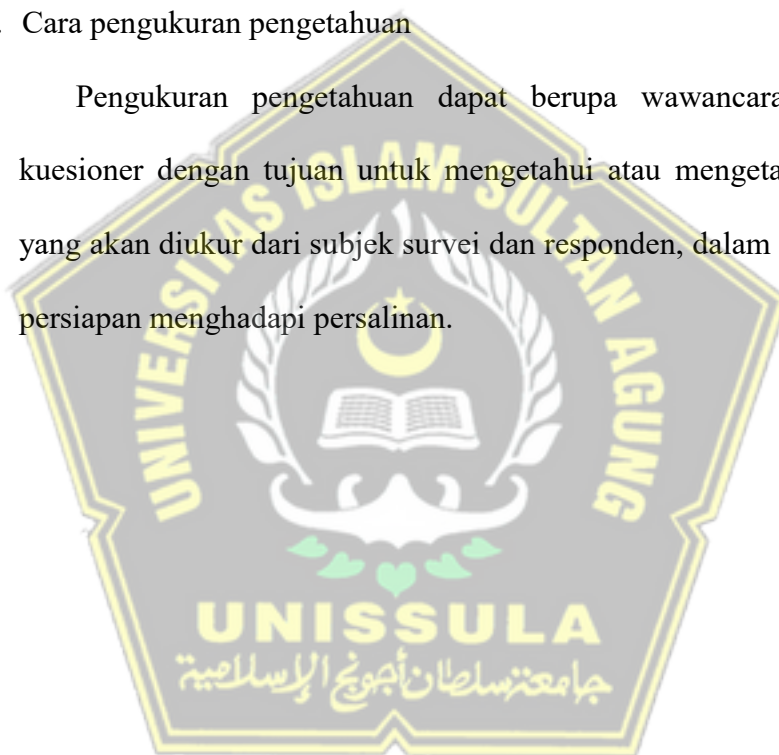 . Cara pengukuran pengetahuan
Pengukuran pengetahuan dapat berupa wawancara
kuesioner dengan tujuan untuk mengetahui atau mengeta
yang akan diukur dari subjek survei dan responden, dalam
persiapan menghadapi persalinan.
UNIVERSITAS ISLAM SULTAN AGUNG
UNISSULA
جامعة سلطان أجونج الإسلامية